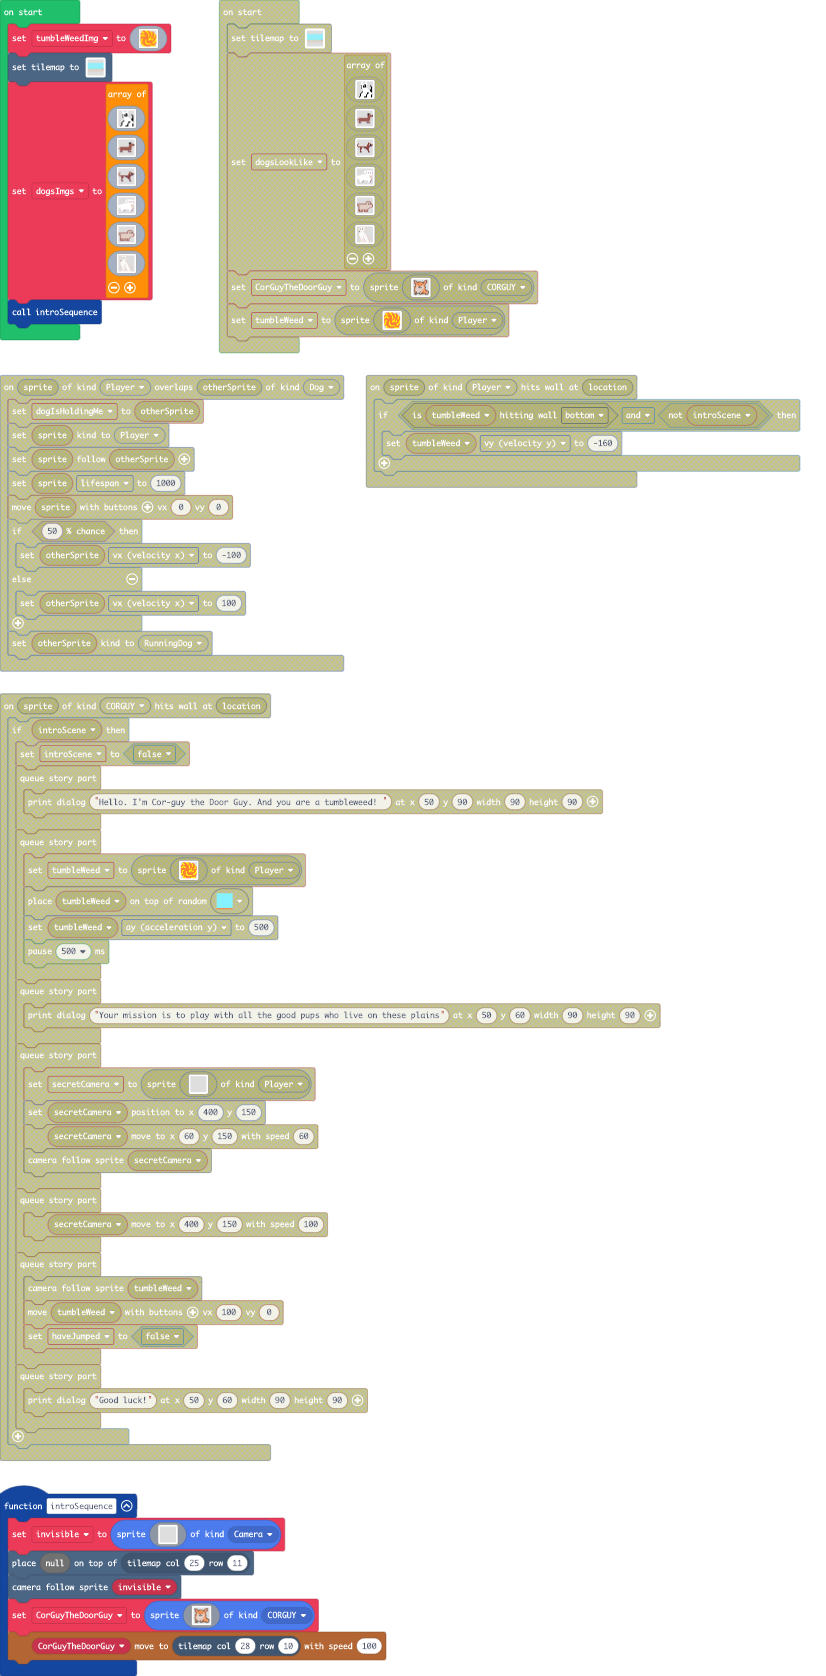 on start
set tumbleWeedImg to
set tilemap to
array of
set dogsImgs to
call introSequence
on start
set tilemap to
array of
set dogsLookLike to
set CorGuyTheDoorGuy to sprite of kind CORGUY
set tumbleWeed to sprite of kind Player
on sprite of kind Player overlaps otherSprite of kind Dog
set dogIsHoldingMe to otherSprite
set sprite kind to Player
set sprite follow otherSprite
set sprite lifespan to 1000
move sprite with buttons vx 0 vy 0
if 50 % chance then
set otherSprite vx (velocity x) to -100
else
set otherSprite vx (velocity x) to 100
set otherSprite kind to RunningDog
on sprite of kind Player hits wall at location
if is tumbleWeed hitting wall bottom and not introScene then
set tumbleWeed vy (velocity y) to -160
on sprite of kind CORGUY hits wall at location
if introScene then
set introScene to false
queue story part
print dialog "Hello. I'm Cor-guy the Door Guy. And you are a tumbleweed! " at x 50 y 90 width 90 height 90
queue story part
set tumbleWeed to sprite of kind Player
place tumbleWeed on top of random
set tumbleWeed ay (acceleration y) to 500
pause 500 ms
queue story part
print dialog "Your mission is to play with all the good pups who live on these plains" at x 50 y 60 width 90 height 90
queue story part
set secretCamera to sprite of kind Player
set secretCamera position to x 400 y 150
secretCamera move to x 60 y 150 with speed 60
camera follow sprite secretCamera
queue story part
secretCamera move to x 400 y 150 with speed 100
queue story part
camera follow sprite tumbleWeed
move tumbleWeed with buttons vx 100 vy 0
set haveJumped to false
queue story part
print dialog "Good luck!" at x 50 y 60 width 90 height 90
function introSequence
set invisible to sprite of kind Camera
place null on top of tilemap col 25 row 11
camera follow sprite invisible
set CorGuyTheDoorGuy to sprite of kind CORGUY
CorGuyTheDoorGuy move to tilemap col 28 row 10 with speed 100